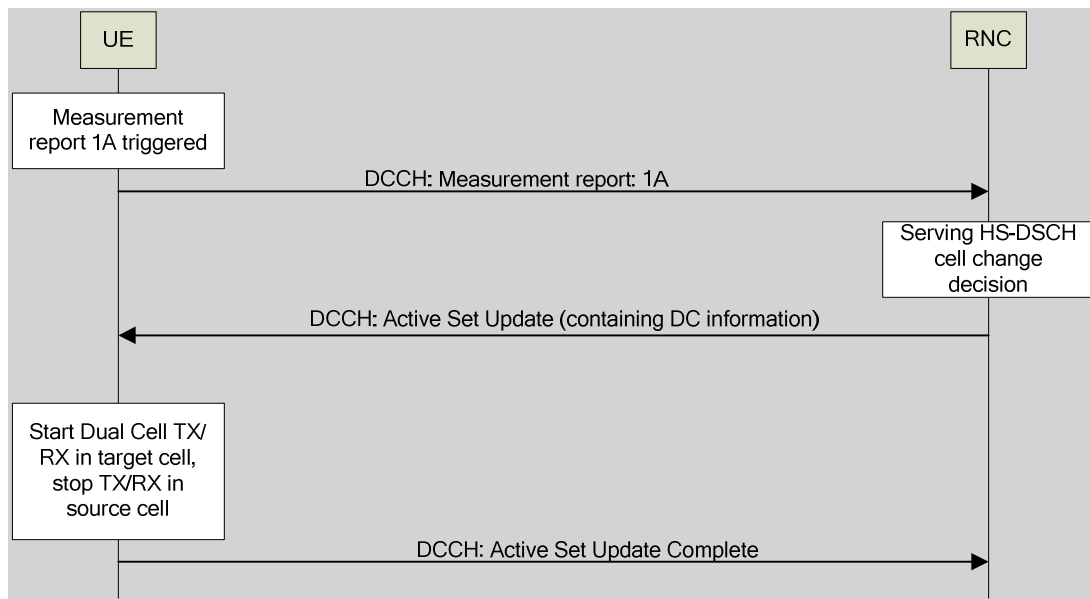 UE
RNC
Measurement
report 1A triggered
DCCH: Measurement report: 1A
Serving HS-DSCH
cell change
decision
DCCH: Active Set Update (containing DC information)
Start Dual Cell TX/
RX in target cell,
stop TX/RX in
source cell
DCCH: Active Set Update Complete